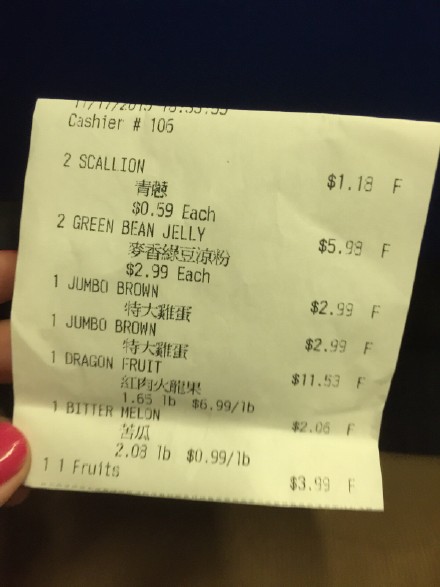 11/17/2015
Cashier # 106
2 SCALLION $1.18 F
青蔥
$0.59 Each
2 GREEN BEAN JELLY $5.98 F
麥香綠豆涼粉
$2.99 Each
1 JUMBO BROWN $2.99 F
特大雞蛋
1 JUMBO BROWN $2.99 F
特大雞蛋
1 DRAGON FRUIT $11.53 F
紅肉火龍果
1.65 lb $6.99/lb
1 BITTER MELON $2.06 F
苦瓜
2.08 lb $0.99/lb
1 1 Fruits $3.99 F